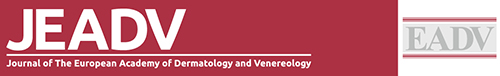 JEADV
Journal of The European Academy of Dermatology and Venereology
EADV